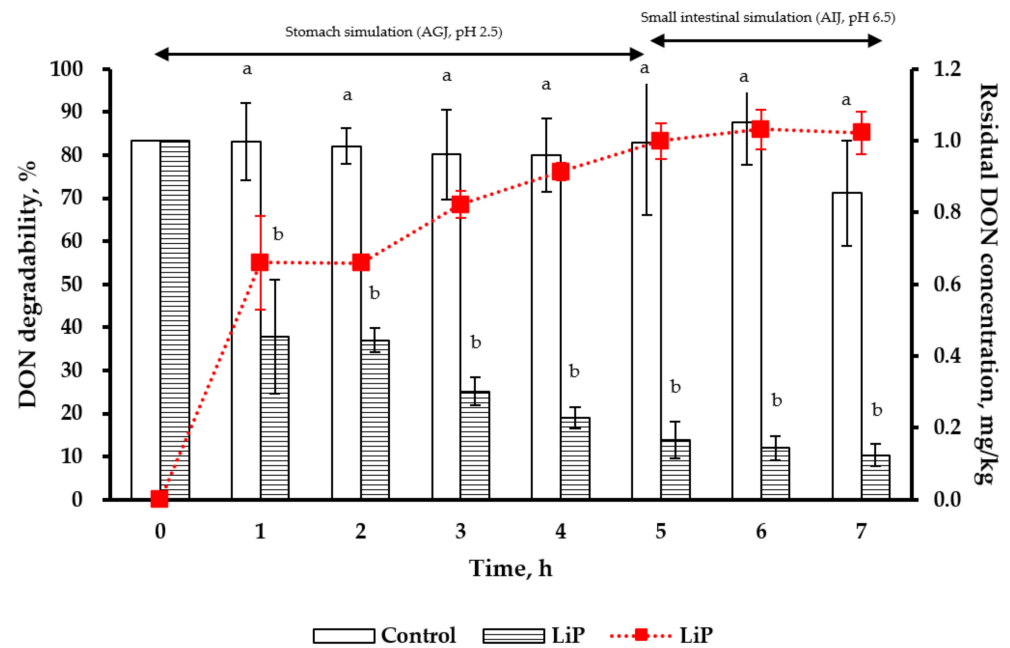 Small intestinal simulation (AIJ, pH 6.5)
Stomach simulation (AGJ, pH 2.5)
DON degradability, %
100
90
80
70
60
50
40
30
20
10
0
a
a
a
a
a
a
a
b
b
b
b
b
b
b
1.2
1.0
0.8
0.6
0.4
0.2
0.0
Residual DON concentration, mg/kg
0 1 2 3 4 5 6 7
Time, h
Control LiP LiP